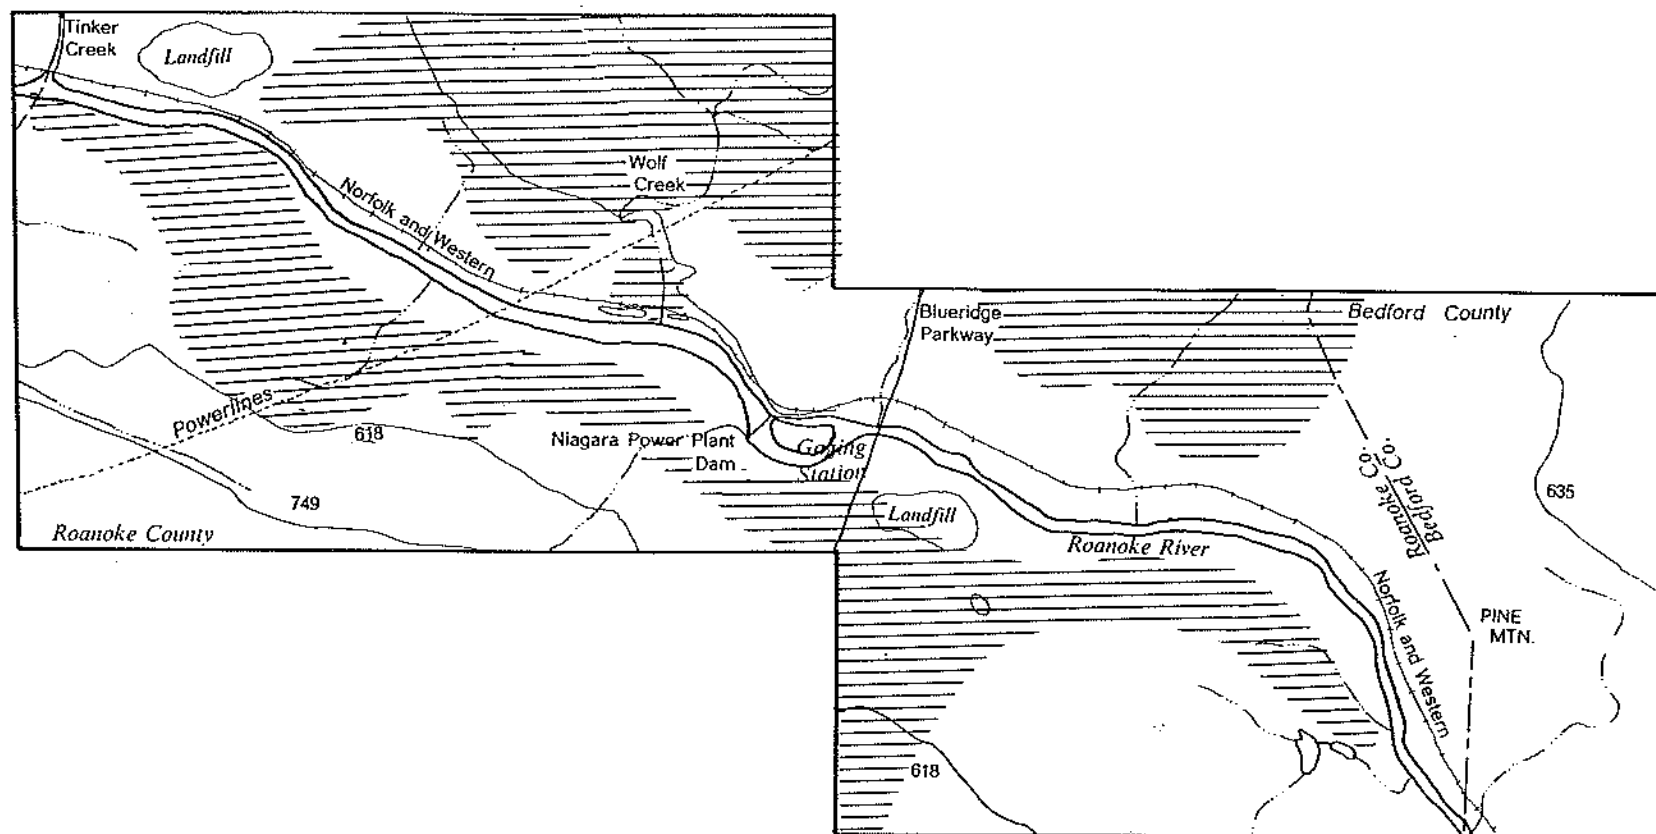 Tinker
Creek
Landfill
Wolf
Creek
Norfolk and Western
Blueridge
Parkway
Bedford County
Powerlines
618
Niagara Power Plant
Dam
Gaging
Station
749
Roanoke County
Landfill
Roanoke River
Roanoke Co.
Bedford Co.
635
Norfolk and Western
PINE
MTN.
618